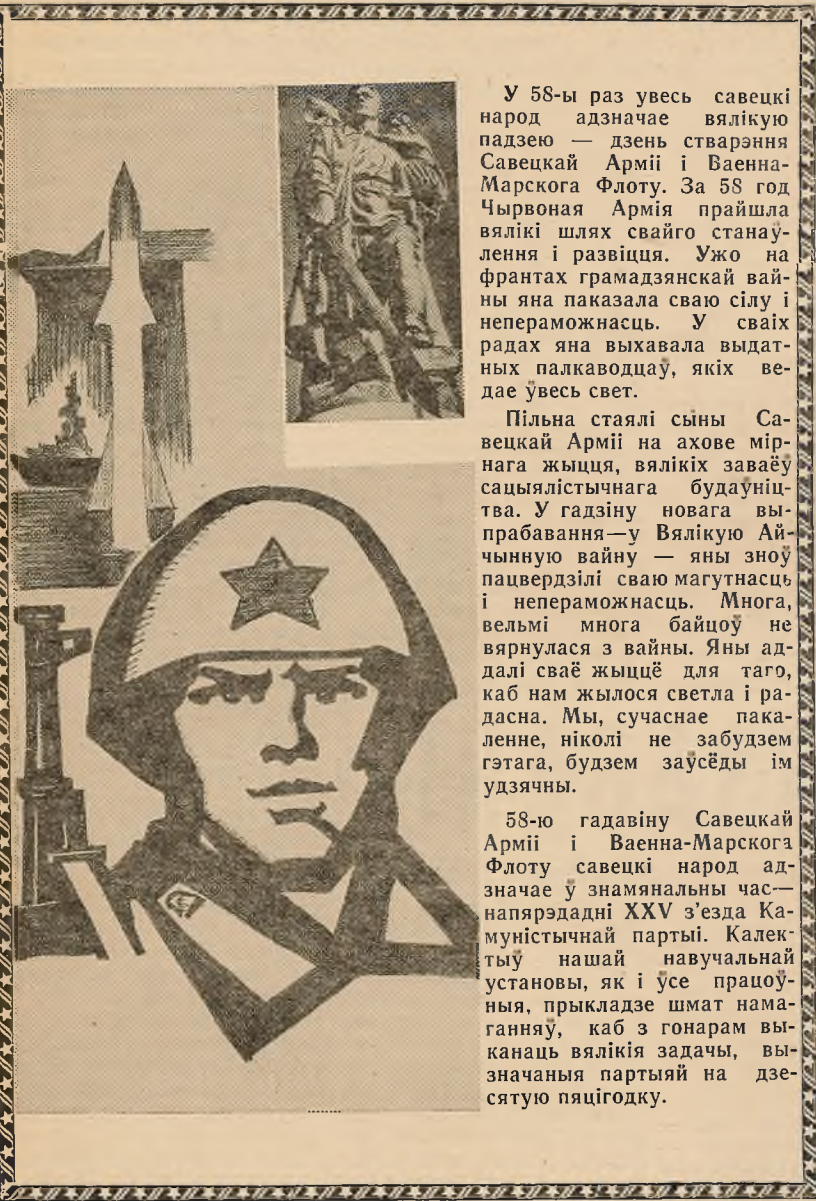 У 58-ы раз увесь савецкі
народ адзначае вялікую
падзею — дзень стварэння
Савецкай Арміі і Ваенна-
Марскога Флоту. За 58 год
Чырвоная Армія прайшла
вялікі шлях свайго станаў-
лення і развіцця. Ужо на
франтах грамадзянскай вай-
ны яна паказала сваю сілу і
непераможнасць. У сваіх
радах яна выхавала выдат-
ных палкаводцаў, якіх ве-
дае ўвесь свет.
Пільна стаялі сыны Са-
вецкай Арміі на ахове мір-
нага жыцця, вялікіх заваёў
сацыялістычнага будаўніц-
тва. У гадзіну новага вы-
прабавання—у Вялікую Ай-
чынную вайну — яны зноў
пацвердзілі сваю магутнасць
і непераможнасць. Многа,
вельмі многа байцоў не
вярнулася з вайны. Яны ад-
далі сваё жыццё для таго,
каб нам жылося светла і ра-
дасна. Мы, сучаснае пака-
ленне, ніколі не забудзем
гэтага, будзем заўсёды ім
удзячны.
58-ю гадавіну Савецкай
Арміі і Ваенна-Марскога
Флоту савецкі народ ад-
значае ў знамянальны час—
напярэдадні XXV з'езда Ка-
муністычнай партыі. Калек-
тыў нашай навучальнай
установы, як і ўсе працоў-
ныя, прыкладзе шмат нама-
ганняў, каб з гонарам вы-
канаць вялікія задачы, вы-
значаныя партыяй на дзе-
сятую пяцігодку.